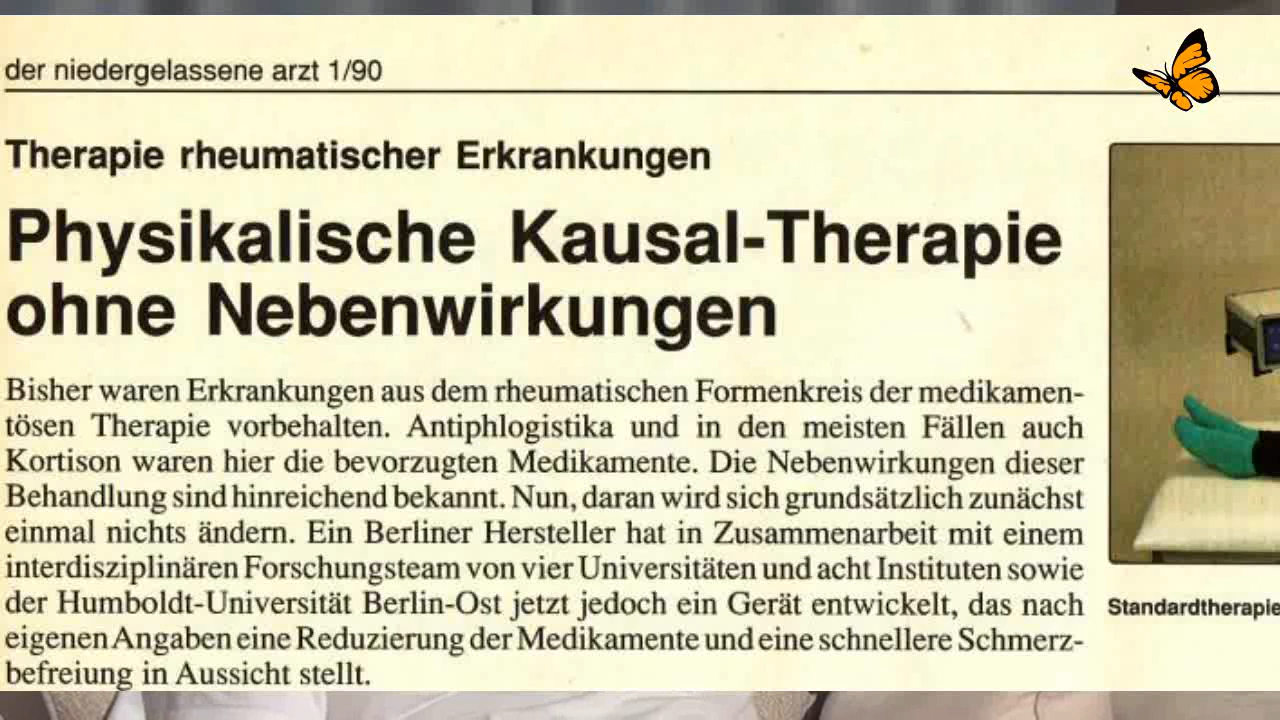 der niedergelassene arzt 1/90
Therapie rheumatischer Erkrankungen
Physikalische Kausal-Therapie
ohne Nebenwirkungen
Bisher waren Erkrankungen aus dem rheumatischen Formenkreis der medikamen-
tösen Therapie vorbehalten. Antiphlogistika und in den meisten Fällen auch
Kortison waren hier die bevorzugten Medikamente. Die Nebenwirkungen dieser
Behandlung sind hinreichend bekannt. Nun, daran wird sich grundsätzlich zunächst
einmal nichts ändern. Ein Berliner Hersteller hat in Zusammenarbeit mit einem
interdisziplinären Forschungsteam von vier Universitäten und acht Instituten sowie
der Humboldt-Universität Berlin-Ost jetzt jedoch ein Gerät entwickelt, das nach
eigenen Angaben eine Reduzierung der Medikamente und eine schnellere Schmerz-
befreiung in Aussicht stellt.
Standardtherapie